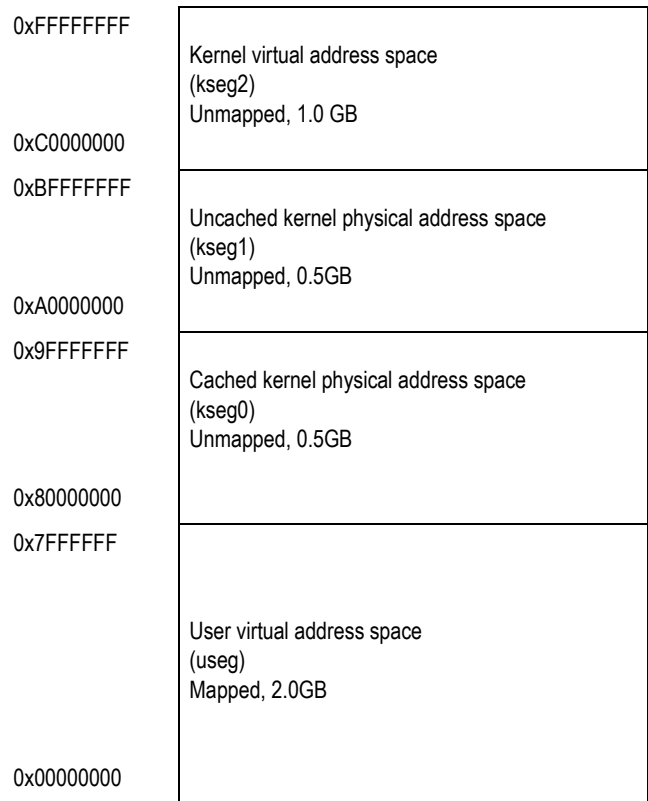 0xFFFFFFFF
Kernel virtual address space
(kseg2)
Unmapped, 1.0 GB
0xC0000000
0xBFFFFFFF
Uncached kernel physical address space
(kseg1)
Unmapped, 0.5GB
0xA0000000
0x9FFFFFFF
Cached kernel physical address space
(kseg0)
Unmapped, 0.5GB
0x80000000
0x7FFFFFF
User virtual address space
(useg)
Mapped, 2.0GB
0x00000000